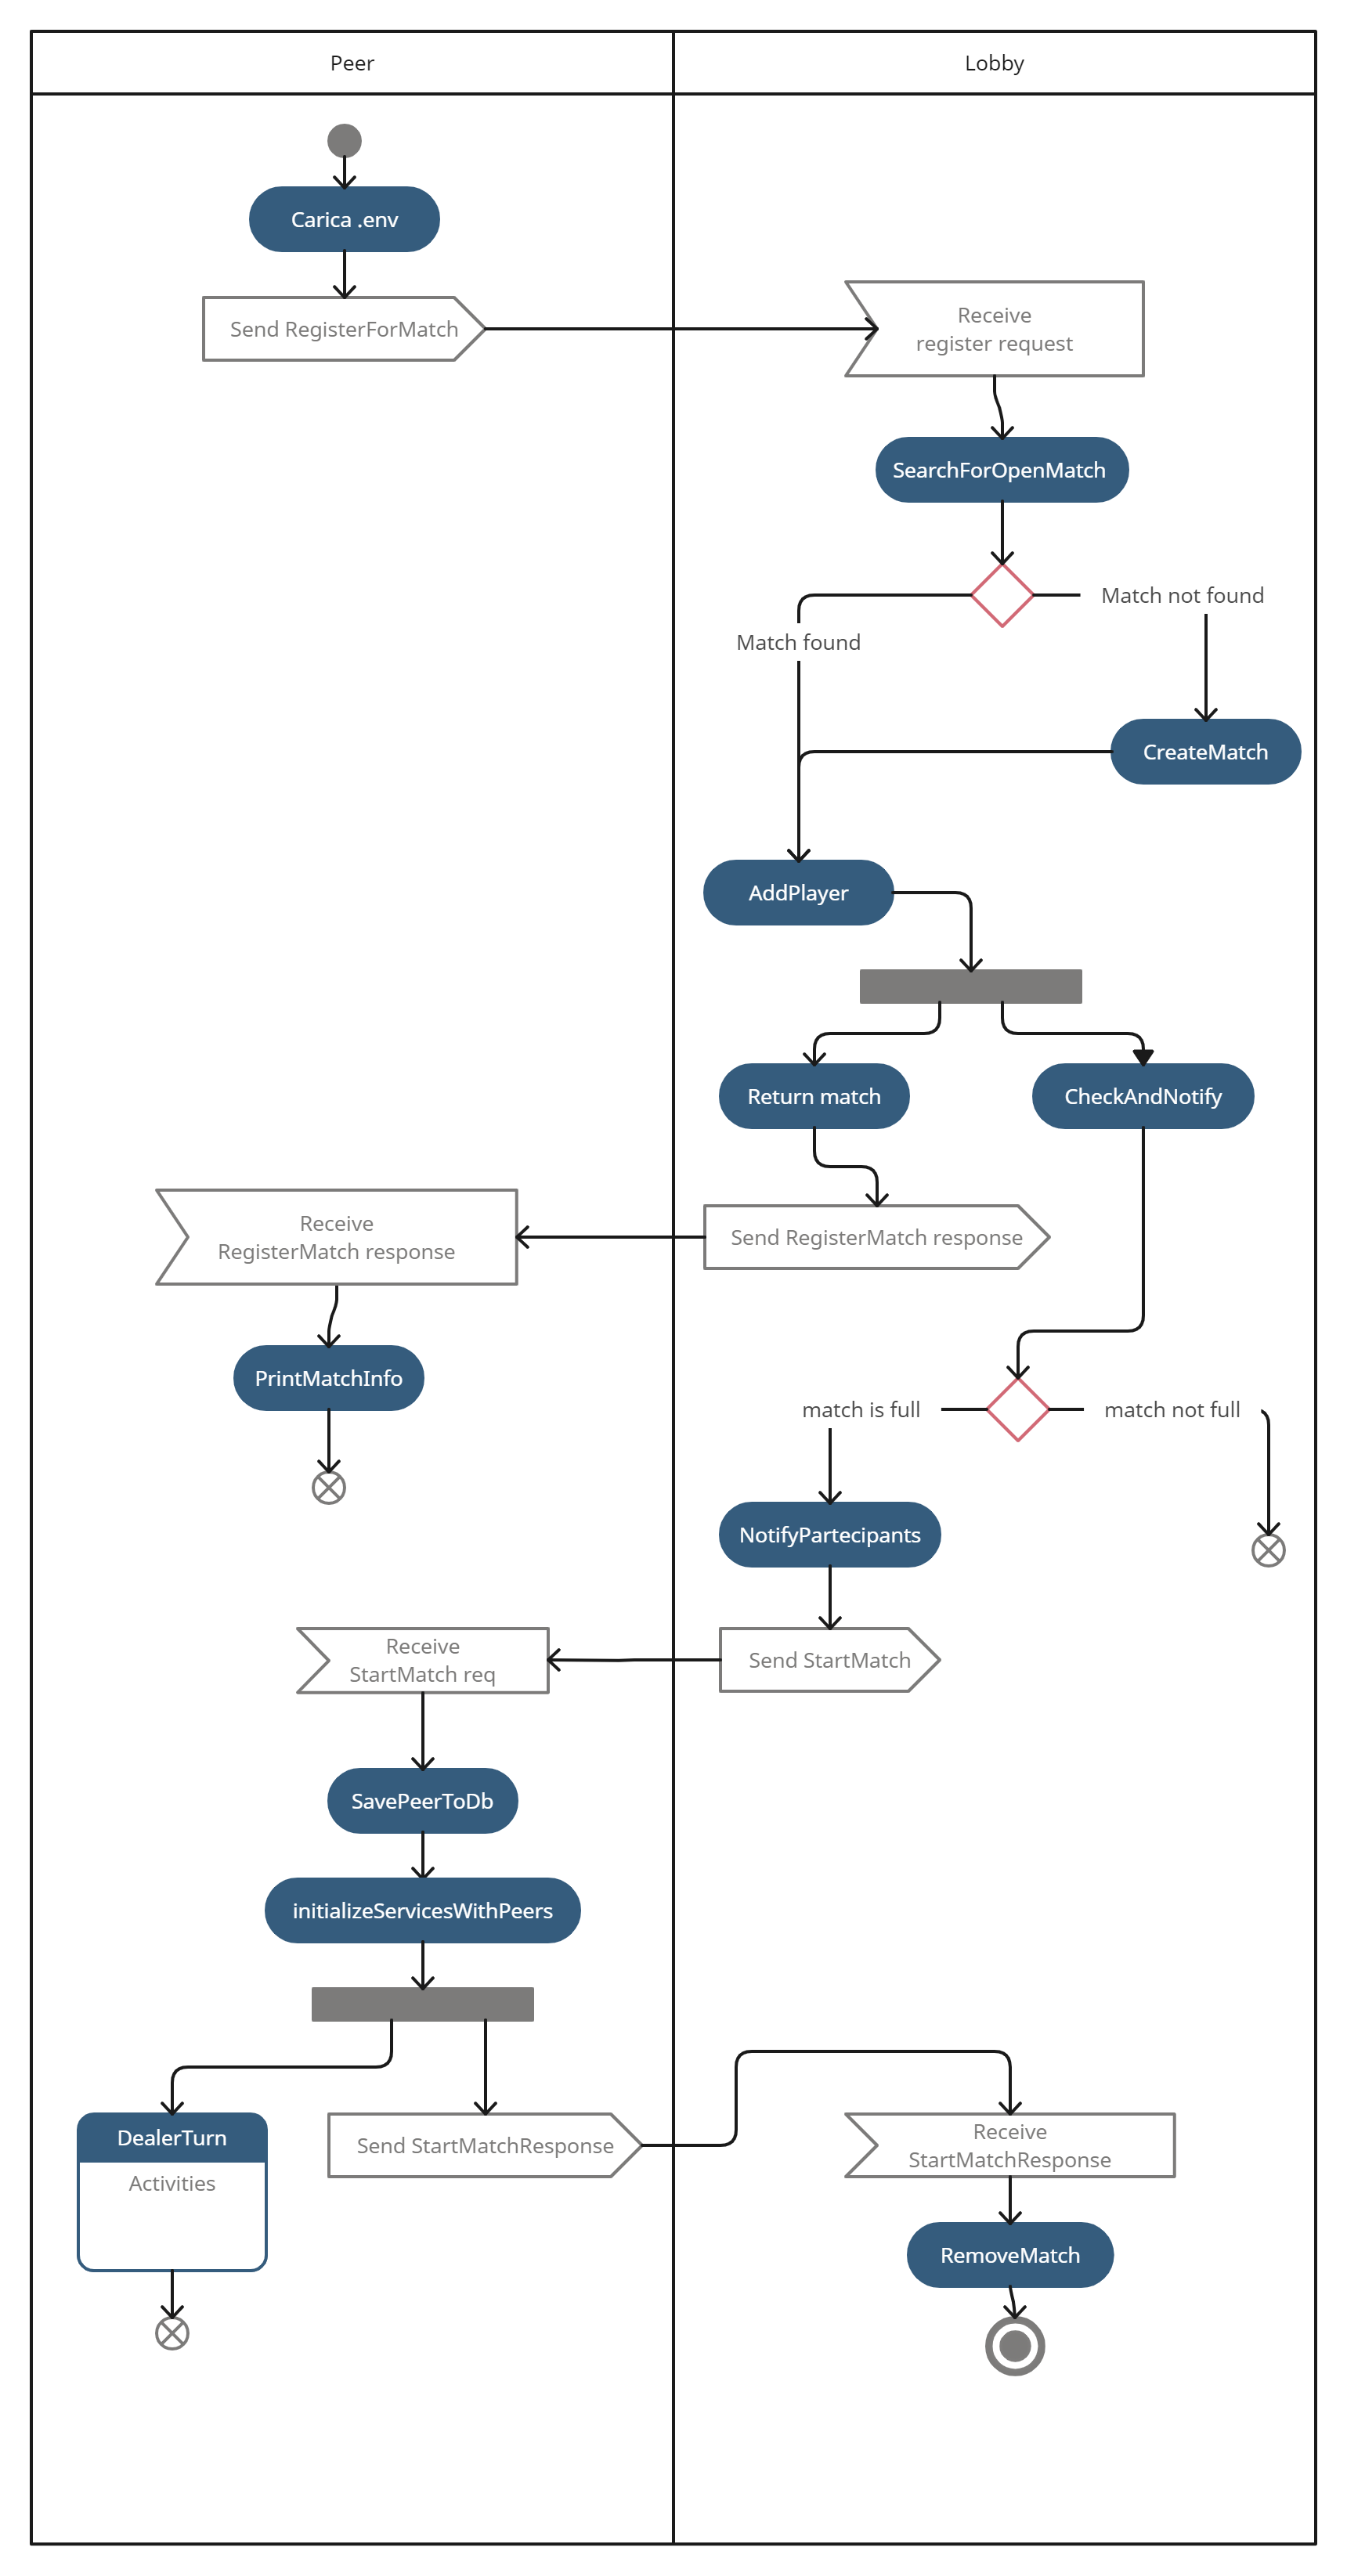 Peer
Lobby
Carica .env
Send RegisterForMatch
Receive
register request
SearchForOpenMatch
Match not found
Match found
CreateMatch
AddPlayer
Return match
CheckAndNotify
Receive
RegisterMatch response
Send RegisterMatch response
PrintMatchInfo
match is full
match not full
NotifyPartecipants
Receive
StartMatch req
Send StartMatch
SavePeerToDb
initializeServicesWithPeers
DealerTurn
Activities
Send StartMatchResponse
Receive
StartMatchResponse
RemoveMatch